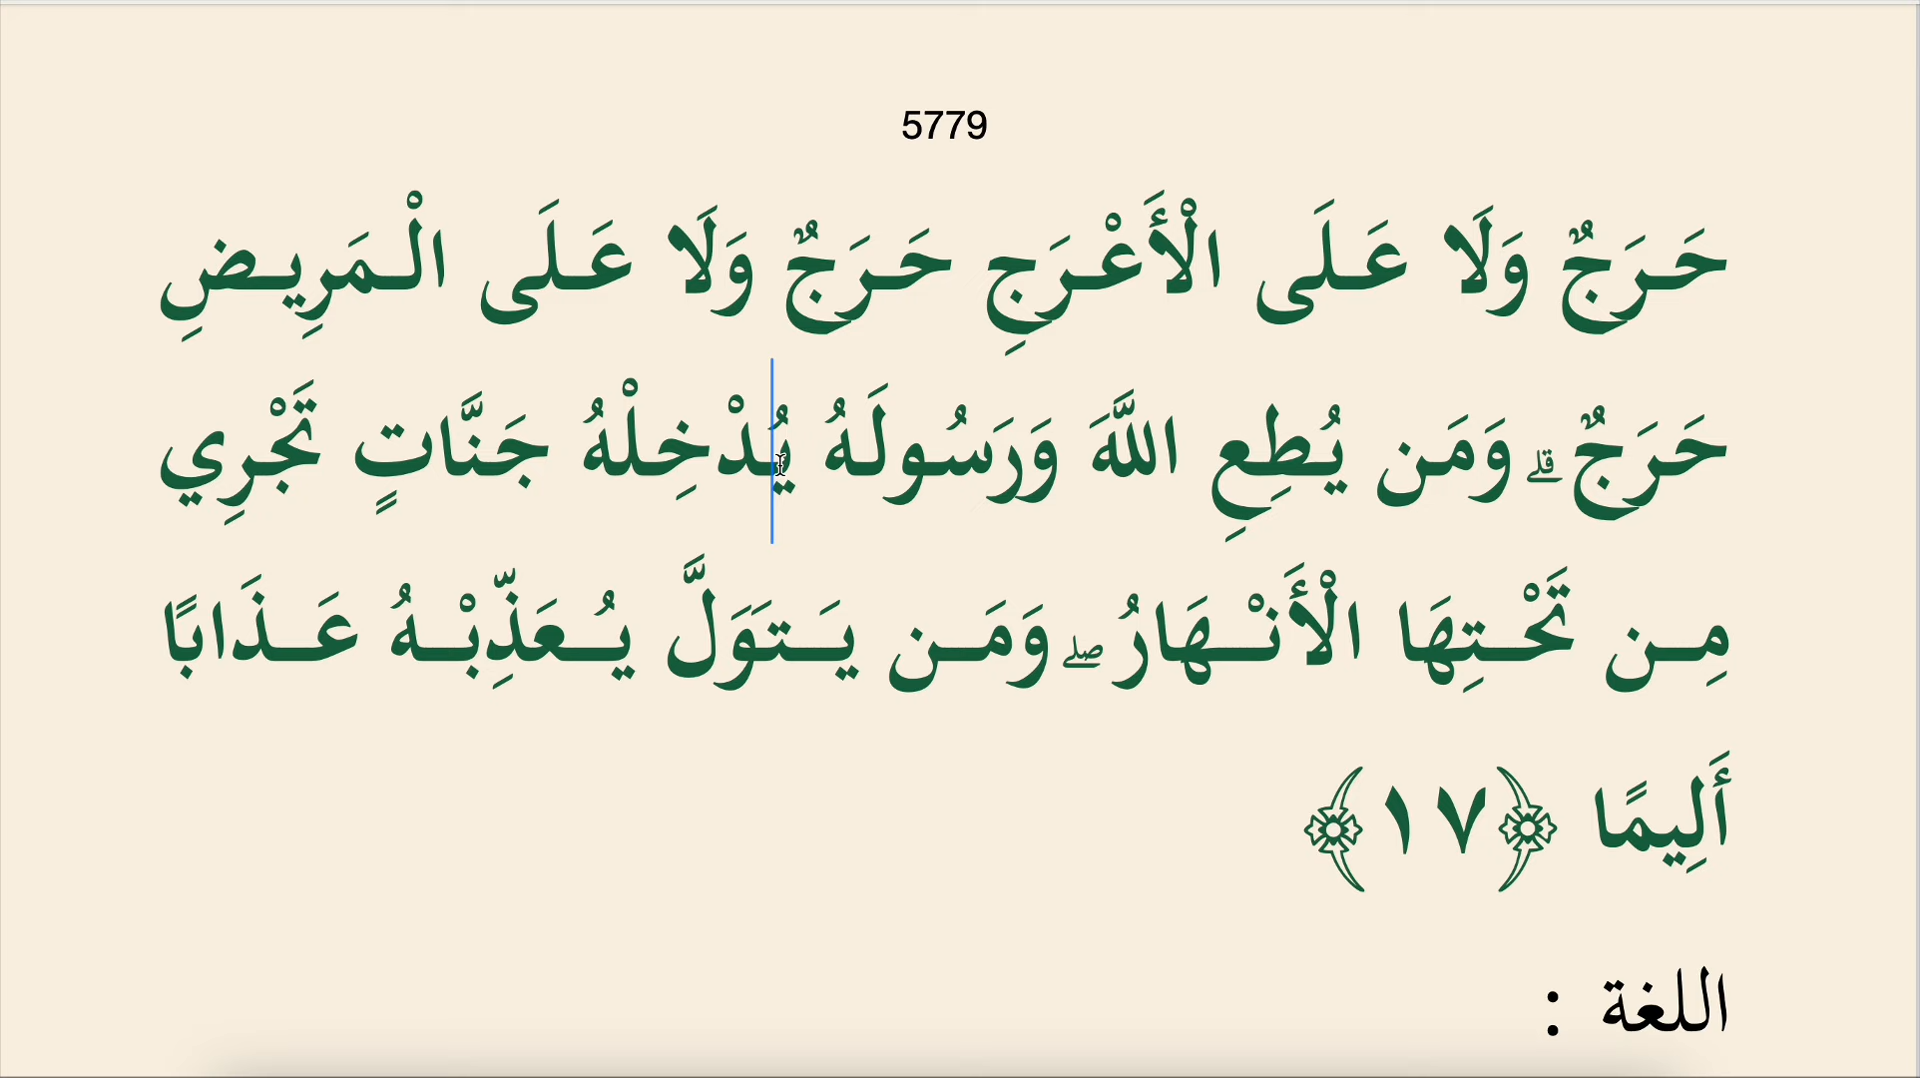 5779
حَرَجٌ وَلَا عَلَى الْأَعْرَجِ حَرَجٌ وَلَا عَلَى الْمَرِيضِ
حَرَجٌ ۗ وَمَن يُطِعِ اللَّهَ وَرَسُولَهُ يُدْخِلْهُ جَنَّاتٍ تَجْرِي
مِن تَحْتِهَا الْأَنْهَارُ ۖ وَمَن يَتَوَلَّ يُعَذِّبْهُ عَذَابًا
أَلِيمًا ﴿١٧﴾
اللغة :